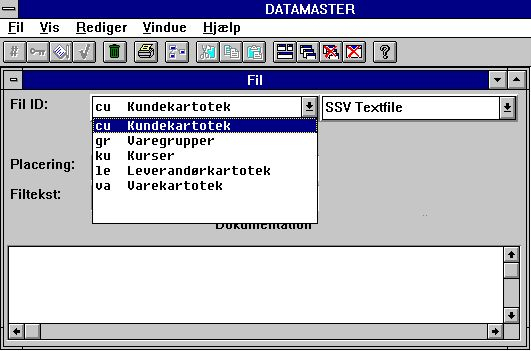 DATAMASTER
Fil Vis Rediger Vindue Hjælp
#
?
Fil
Fil ID: cu Kundekartotek SSV Textfile
cu Kundekartotek
gr Varegrupper
ku Kurser
le Leverandørkartotek
va Varekartotek
Placering:
Filtekst:
Dokumentation